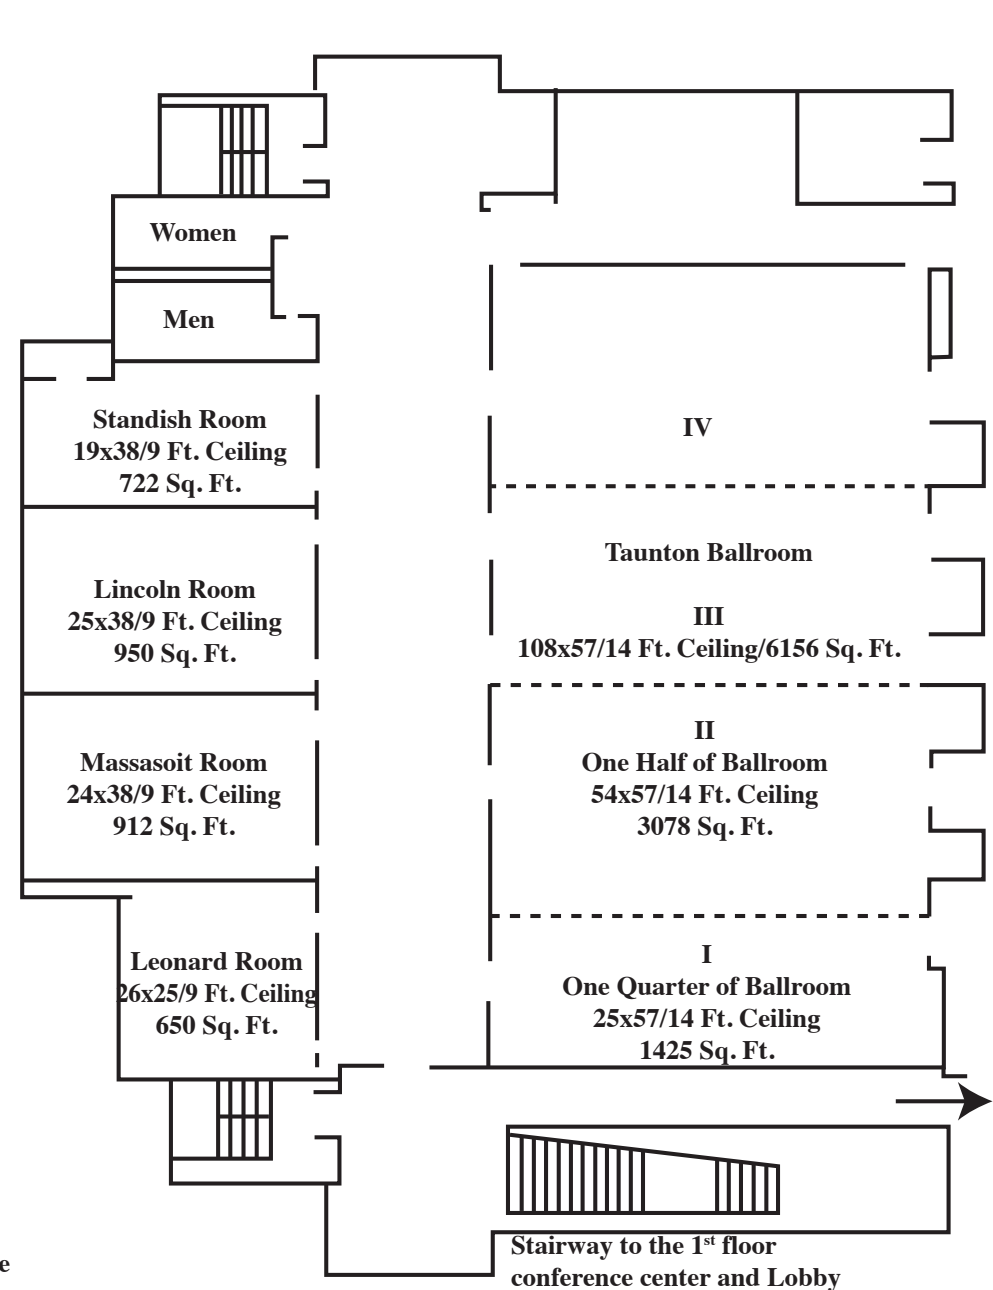 Women
Men
Standish Room
19x38/9 Ft. Ceiling
722 Sq. Ft.
Lincoln Room
25x38/9 Ft. Ceiling
950 Sq. Ft.
Massasoit Room
24x38/9 Ft. Ceiling
912 Sq. Ft.
Leonard Room
26x25/9 Ft. Ceiling
650 Sq. Ft.
IV
Taunton Ballroom
III
108x57/14 Ft. Ceiling/6156 Sq. Ft.
II
One Half of Ballroom
54x57/14 Ft. Ceiling
3078 Sq. Ft.
I
One Quarter of Ballroom
25x57/14 Ft. Ceiling
1425 Sq. Ft.
Stairway to the 1st floor
conference center and Lobby